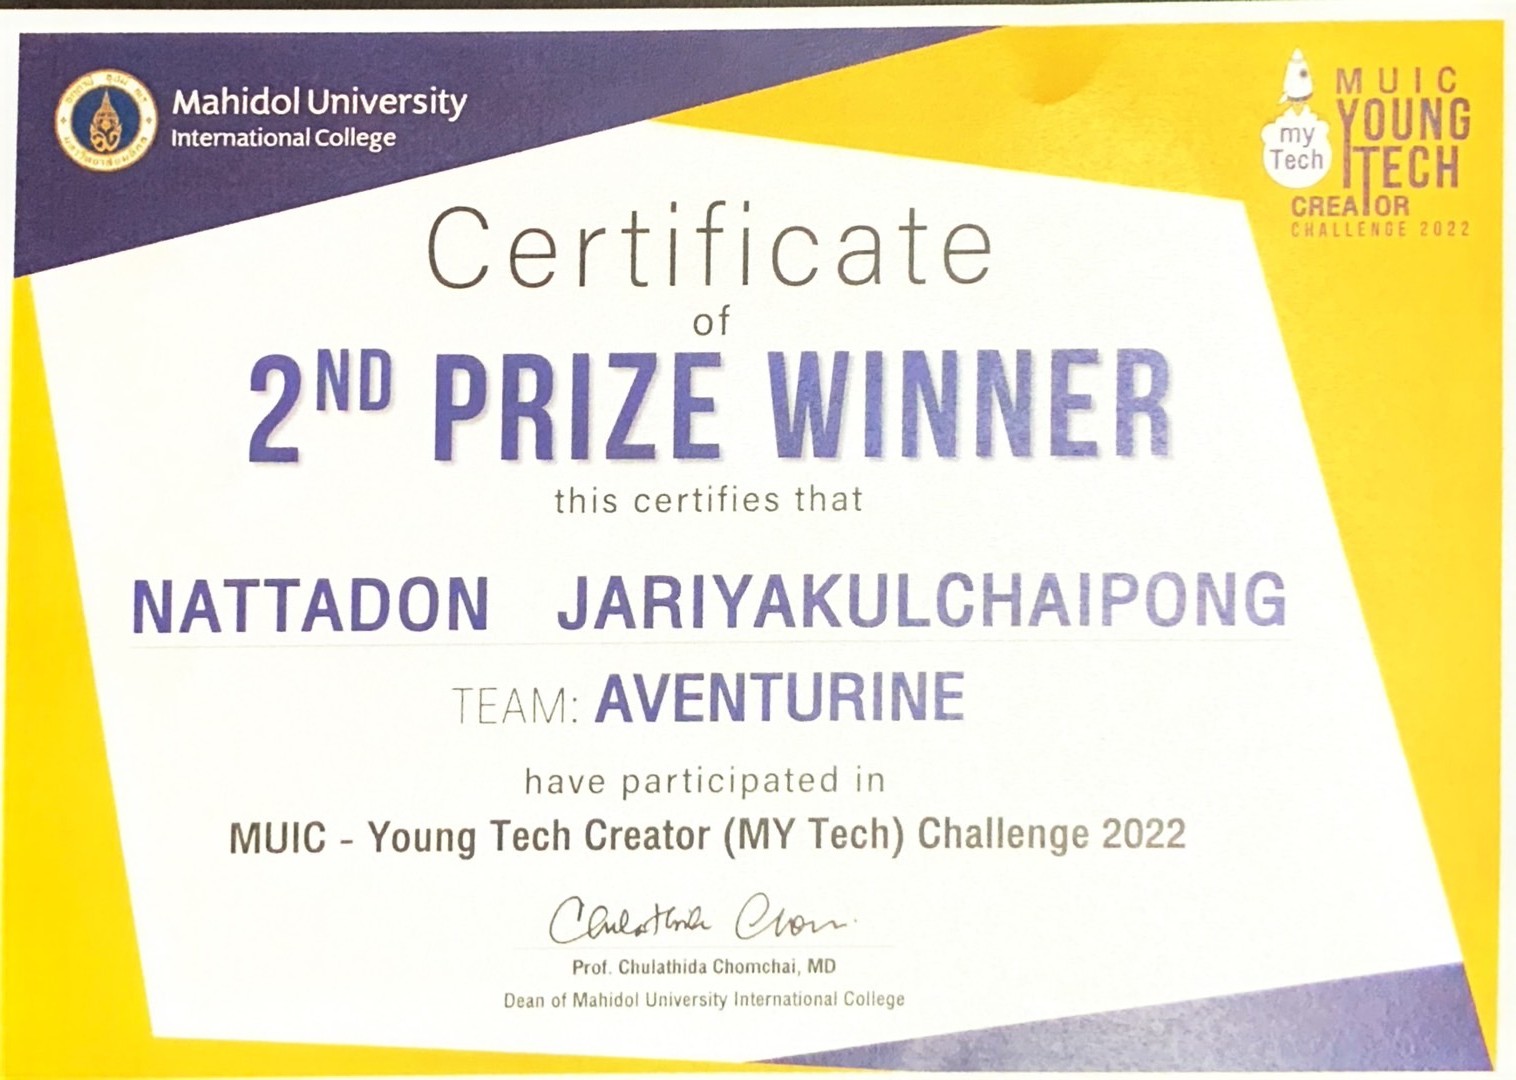 Mahidol University
International College
my
Tech
MUIC
YOUNG
TECH
CREATOR
CHALLENGE 2022
Certificate
of
2ND PRIZE WINNER
this certifies that
NATTADON JARIYAKULCHAIPONG
TEAM: AVENTURINE
have participated in
MUIC - Young Tech Creator (MY Tech) Challenge 2022
Chulathida Chom
Prof. Chulathida Chomchai, MD
Dean of Mahidol University International College